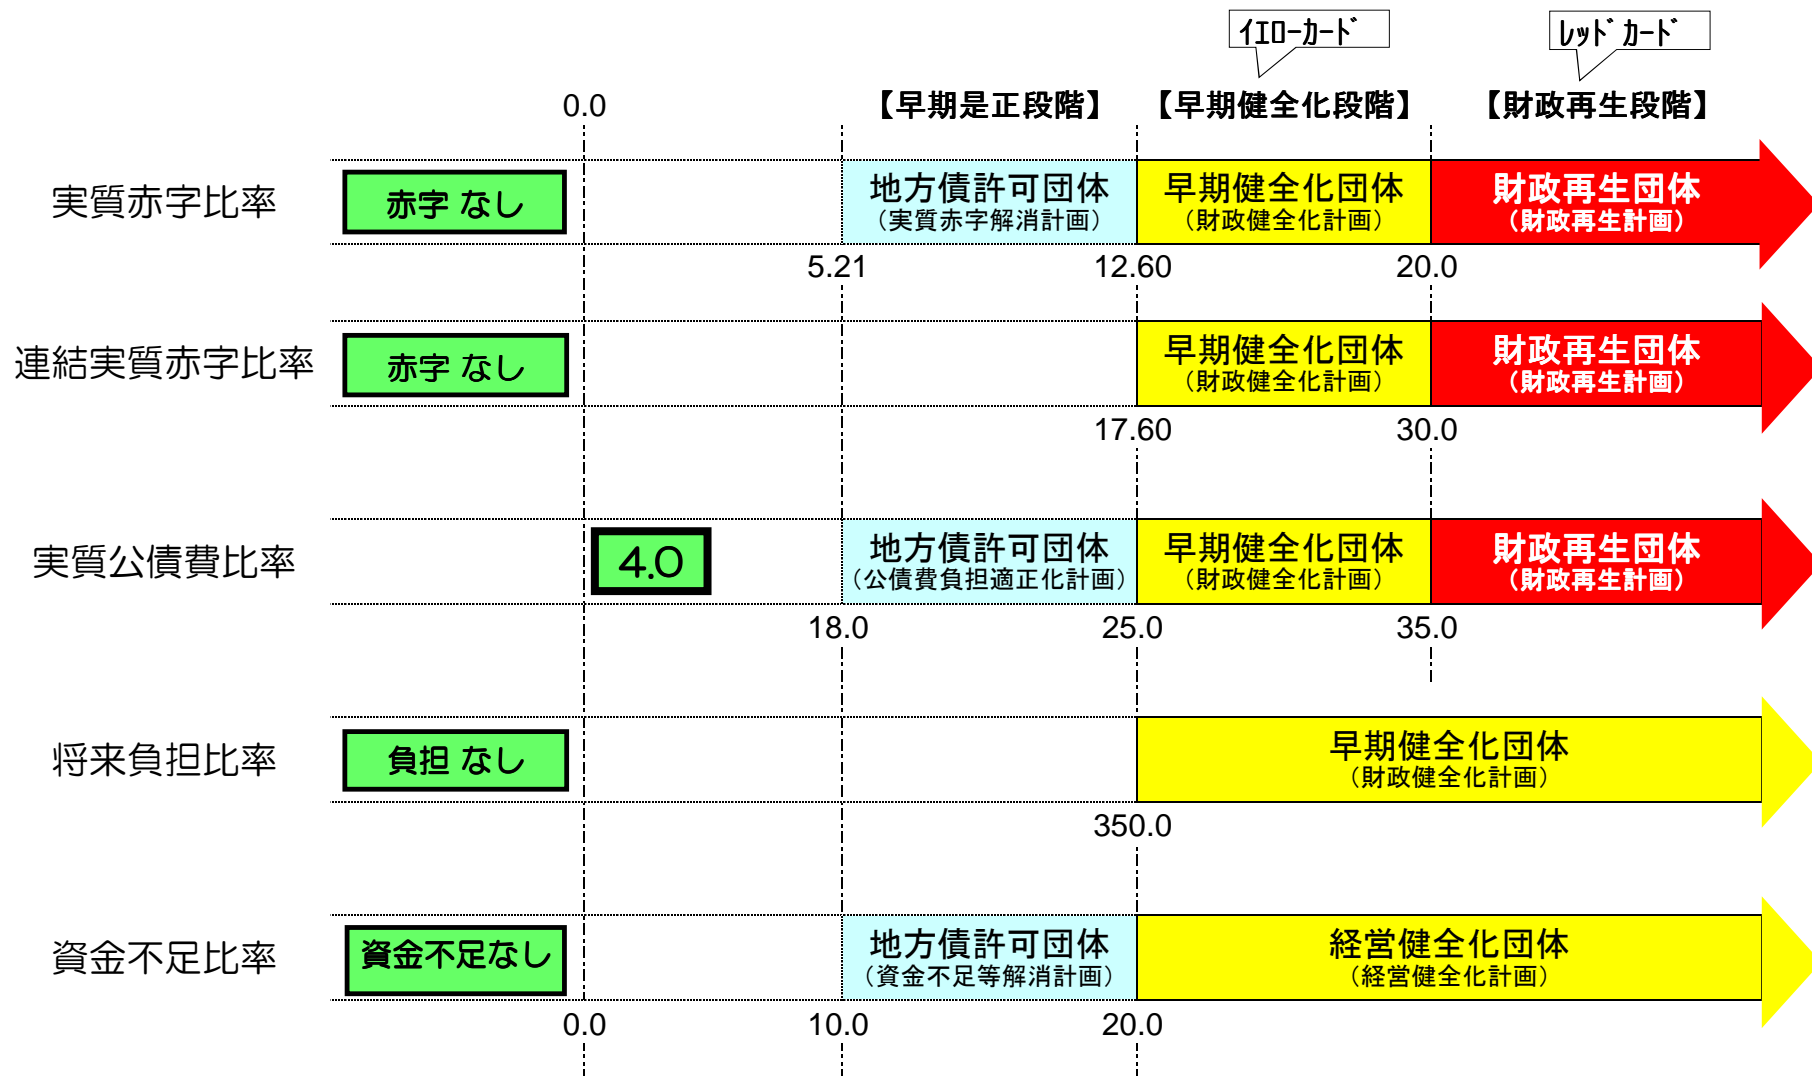 イエローカード
レッドカード
0.0
【早期是正段階】
【早期健全化段階】
【財政再生段階】
実質赤字比率
赤字 なし
地方債許可団体
（実質赤字解消計画）
早期健全化団体
（財政健全化計画）
財政再生団体
（財政再生計画）
5.21
12.60
20.0
連結実質赤字比率
赤字 なし
早期健全化団体
（財政健全化計画）
財政再生団体
（財政再生計画）
17.60
30.0
実質公債費比率
4.0
地方債許可団体
（公債費負担適正化計画）
早期健全化団体
（財政健全化計画）
財政再生団体
（財政再生計画）
18.0
25.0
35.0
将来負担比率
負担 なし
早期健全化団体
（財政健全化計画）
350.0
資金不足比率
資金不足なし
地方債許可団体
（資金不足等解消計画）
経営健全化団体
（経営健全化計画）
0.0
10.0
20.0